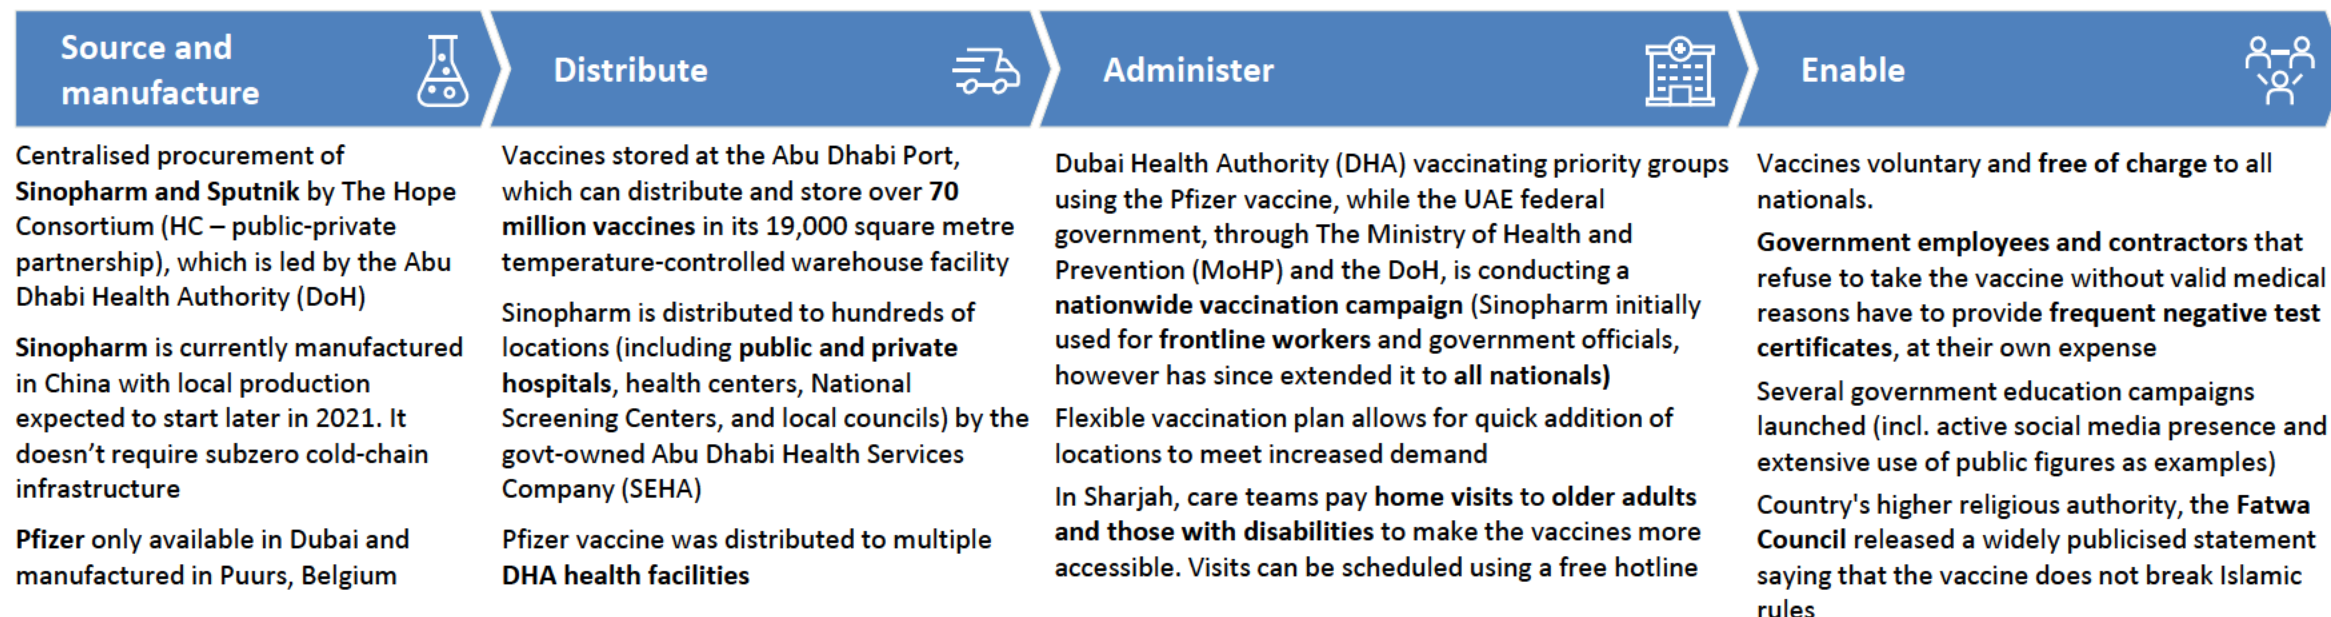 Source and
manufacture
Centralised procurement of
Sinopharm and Sputnik by The Hope
Consortium (HC – public-private
partnership), which is led by the Abu
Dhabi Health Authority (DoH)
Sinopharm is currently manufactured
in China with local production
expected to start later in 2021. It
doesn’t require subzero cold-chain
infrastructure
Pfizer only available in Dubai and
manufactured in Puurs, Belgium
Distribute
Vaccines stored at the Abu Dhabi Port,
which can distribute and store over 70
million vaccines in its 19,000 square metre
temperature-controlled warehouse facility
Sinopharm is distributed to hundreds of
locations (including public and private
hospitals, health centers, National
Screening Centers, and local councils) by the
govt-owned Abu Dhabi Health Services
Company (SEHA)
Pfizer vaccine was distributed to multiple
DHA health facilities
Administer
Dubai Health Authority (DHA) vaccinating priority groups
using the Pfizer vaccine, while the UAE federal
government, through The Ministry of Health and
Prevention (MoHP) and the DoH, is conducting a
nationwide vaccination campaign (Sinopharm initially
used for frontline workers and government officials,
however has since extended it to all nationals)
Flexible vaccination plan allows for quick addition of
locations to meet increased demand
In Sharjah, care teams pay home visits to older adults
and those with disabilities to make the vaccines more
accessible. Visits can be scheduled using a free hotline
Enable
Vaccines voluntary and free of charge to all
nationals.
Government employees and contractors that
refuse to take the vaccine without valid medical
reasons have to provide frequent negative test
certificates, at their own expense
Several government education campaigns
launched (incl. active social media presence and
extensive use of public figures as examples)
Country's higher religious authority, the Fatwa
Council released a widely publicised statement
saying that the vaccine does not break Islamic
rules